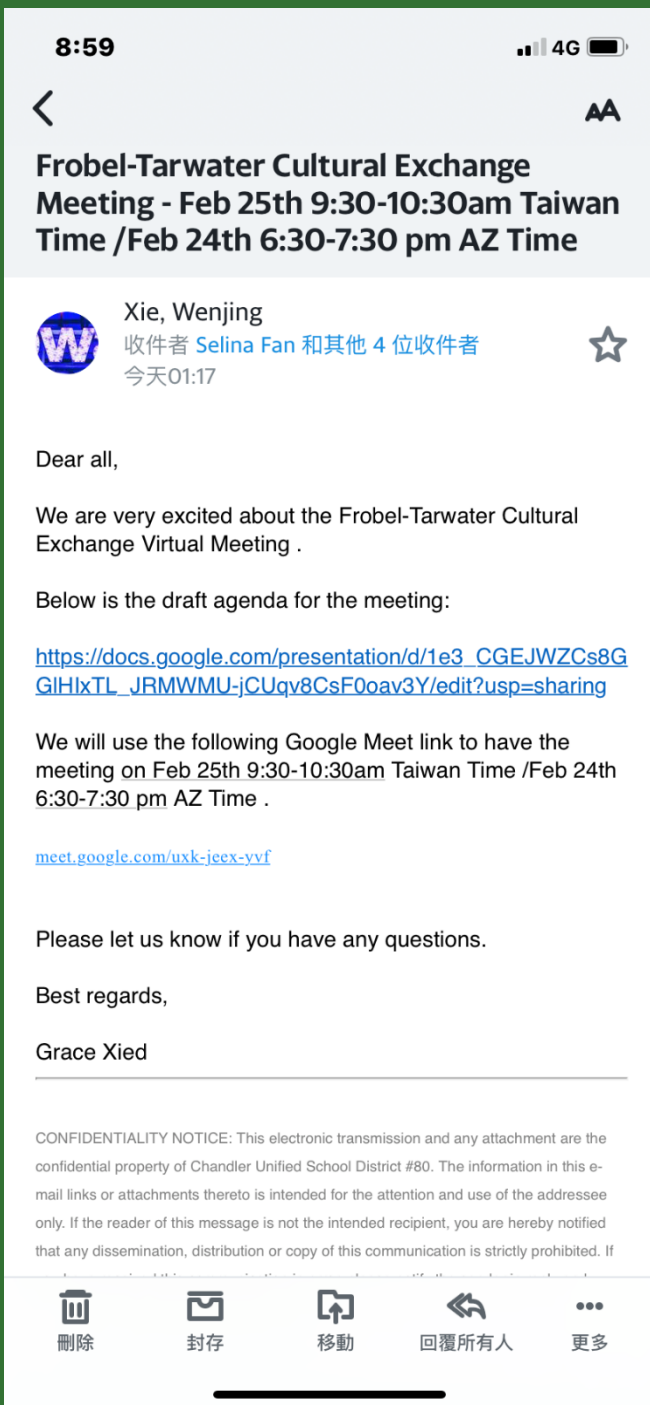 8:59
4G
AA
Frobel-Tarwater Cultural Exchange
Meeting - Feb 25th 9:30-10:30am Taiwan
Time /Feb 24th 6:30-7:30 pm AZ Time
W
Xie, Wenjing
收件者 Selina Fan 和其他 4 位收件者
今天01:17
Dear all,
We are very excited about the Frobel-Tarwater Cultural
Exchange Virtual Meeting .
Below is the draft agenda for the meeting:
https://docs.google.com/presentation/d/1e3_CGEJWZCs8G
GlHIxTL_JRMWMU-jCUqv8CsF0oav3Y/edit?usp=sharing
We will use the following Google Meet link to have the
meeting on Feb 25th 9:30-10:30am Taiwan Time /Feb 24th
6:30-7:30 pm AZ Time .
meet.google.com/uxk-jeex-yvf
Please let us know if you have any questions.
Best regards,
Grace Xied
CONFIDENTIALITY NOTICE: This electronic transmission and any attachment are the
confidential property of Chandler Unified School District #80. The information in this e-
mail links or attachments thereto is intended for the attention and use of the addressee
only. If the reader of this message is not the intended recipient, you are hereby notified
that any dissemination, distribution or copy of this communication is strictly prohibited. If
刪除
封存
移動
回覆所有人
更多